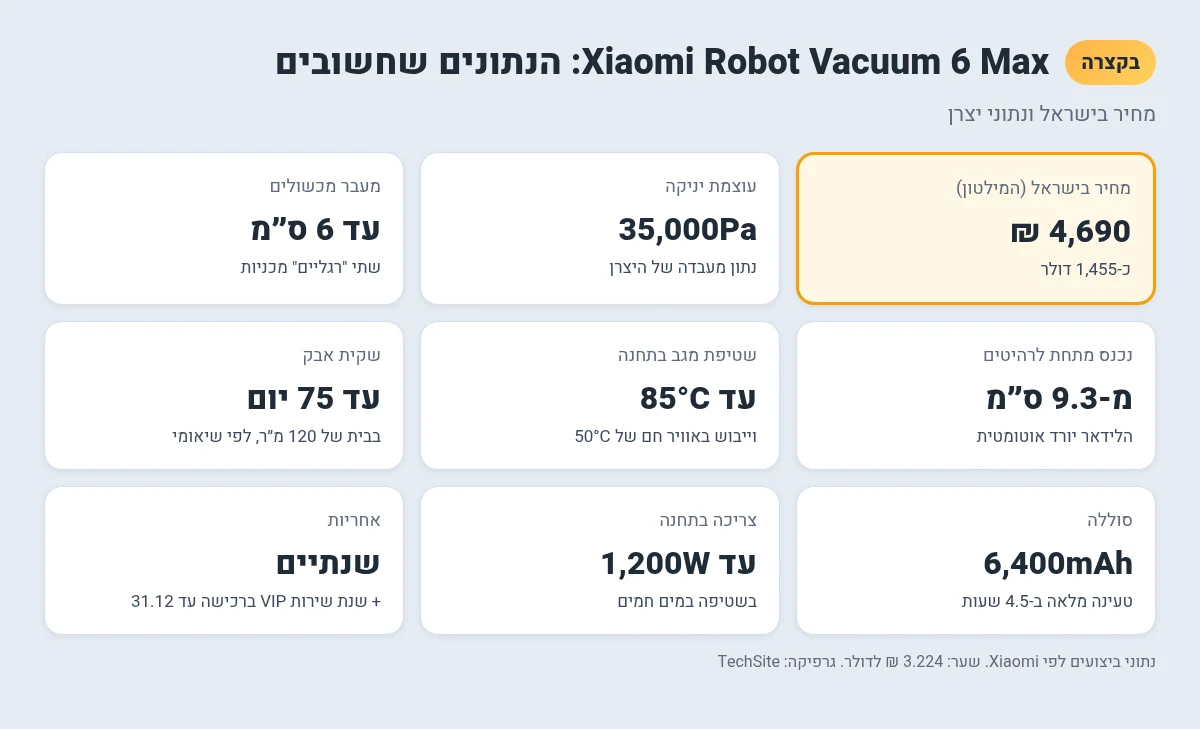 בקצרה
Xiaomi Robot Vacuum 6 Max: הנתונים שחשובים
מחיר בישראל ונתוני יצרן
מחיר בישראל (המילטון)
4,690 ₪
כ-1,455 דולר
עוצמת יניקה
35,000Pa
נתון מעבדה של היצרן
מעבר מכשולים
עד 6 ס״מ
שתי "רגליים" מכניות
נכנס מתחת לרהיטים
מ-9.3 ס״מ
הלידאר יורד אוטומטית
שטיפת מגב בתחנה
עד 85°C
וייבוש באוויר חם של 50°C
שקית אבק
עד 75 יום
בבית של 120 מ״ר, לפי שיאומי
סוללה
6,400mAh
טעינה מלאה ב-4.5 שעות
צריכה בתחנה
עד 1,200W
בשטיפה במים חמים
אחריות
שנתיים
+ שנת שירות VIP ברכישה עד 31.12
נתוני ביצועים לפי Xiaomi. שער: 3.224 ₪ לדולר. גרפיקה: TechSite